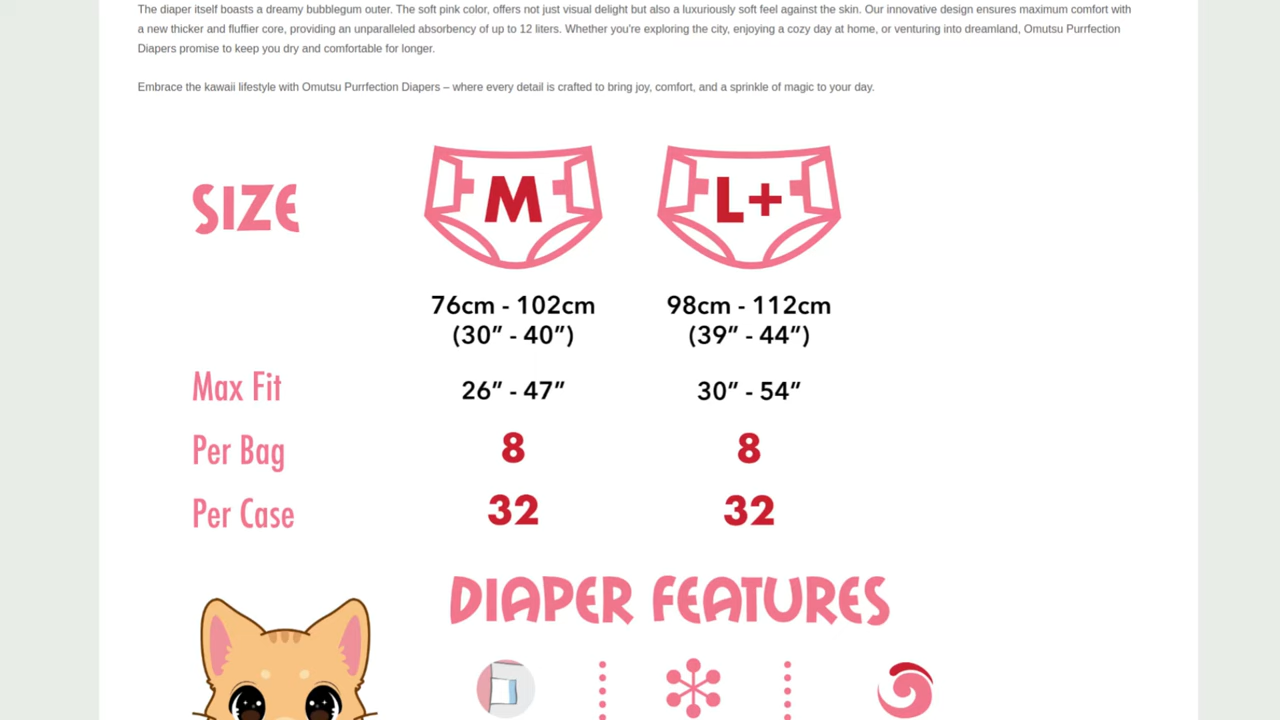 The diaper itself boasts a dreamy bubblegum outer. The soft pink color, offers not just visual delight but also a luxuriously soft feel against the skin. Our innovative design ensures maximum comfort with
a new thicker and fluffier core, providing an unparalleled absorbency of up to 12 liters. Whether you're exploring the city, enjoying a cozy day at home, or venturing into dreamland, Omutsu Purrfection
Diapers promise to keep you dry and comfortable for longer.
Embrace the kawaii lifestyle with Omutsu Purrfection Diapers – where every detail is crafted to bring joy, comfort, and a sprinkle of magic to your day.
SIZE M L+
76cm - 102cm 98cm - 112cm
(30” - 40”) (39” - 44”)
Max Fit 26” - 47” 30” - 54”
Per Bag 8 8
Per Case 32 32
DIAPER FEATURES